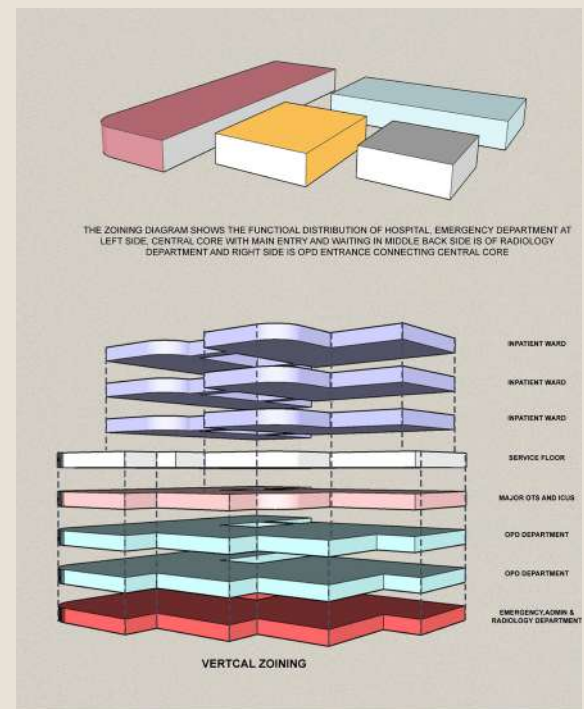 THE ZOINING DIAGRAM SHOWS THE FUNCTIOAL DISTRIBUTION OF HOSPITAL, EMERGENCY DEPARTMENT AT
LEFT SIDE, CENTRAL CORE WITH MAIN ENTRY AND WAITING IN MIDDLE BACK SIDE IS OF RADIOLOGY
DEPARTMENT AND RIGHT SIDE IS OPD ENTRANCE CONNECTING CENTRAL CORE
INPATIENT WARD
INPATIENT WARD
INPATIENT WARD
SERVICE FLOOR
MAJOR OTS AND ICUS
OPD DEPARTMENT
OPD DEPARTMENT
EMERGENCY,ADMIN &
RADIOLOGY DEPARTMENT
VERTCAL ZOINING